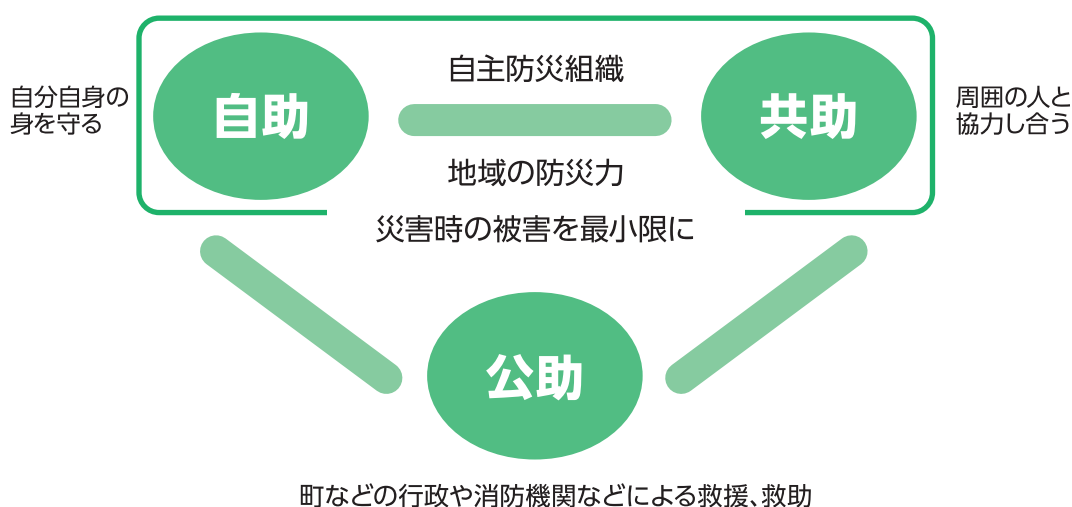 自主防災組織
自助
共助
自分自身の
身を守る
周囲の人と
協力し合う
地域の防災力
災害時の被害を最小限に
公助
町などの行政や消防機関などによる救援、救助